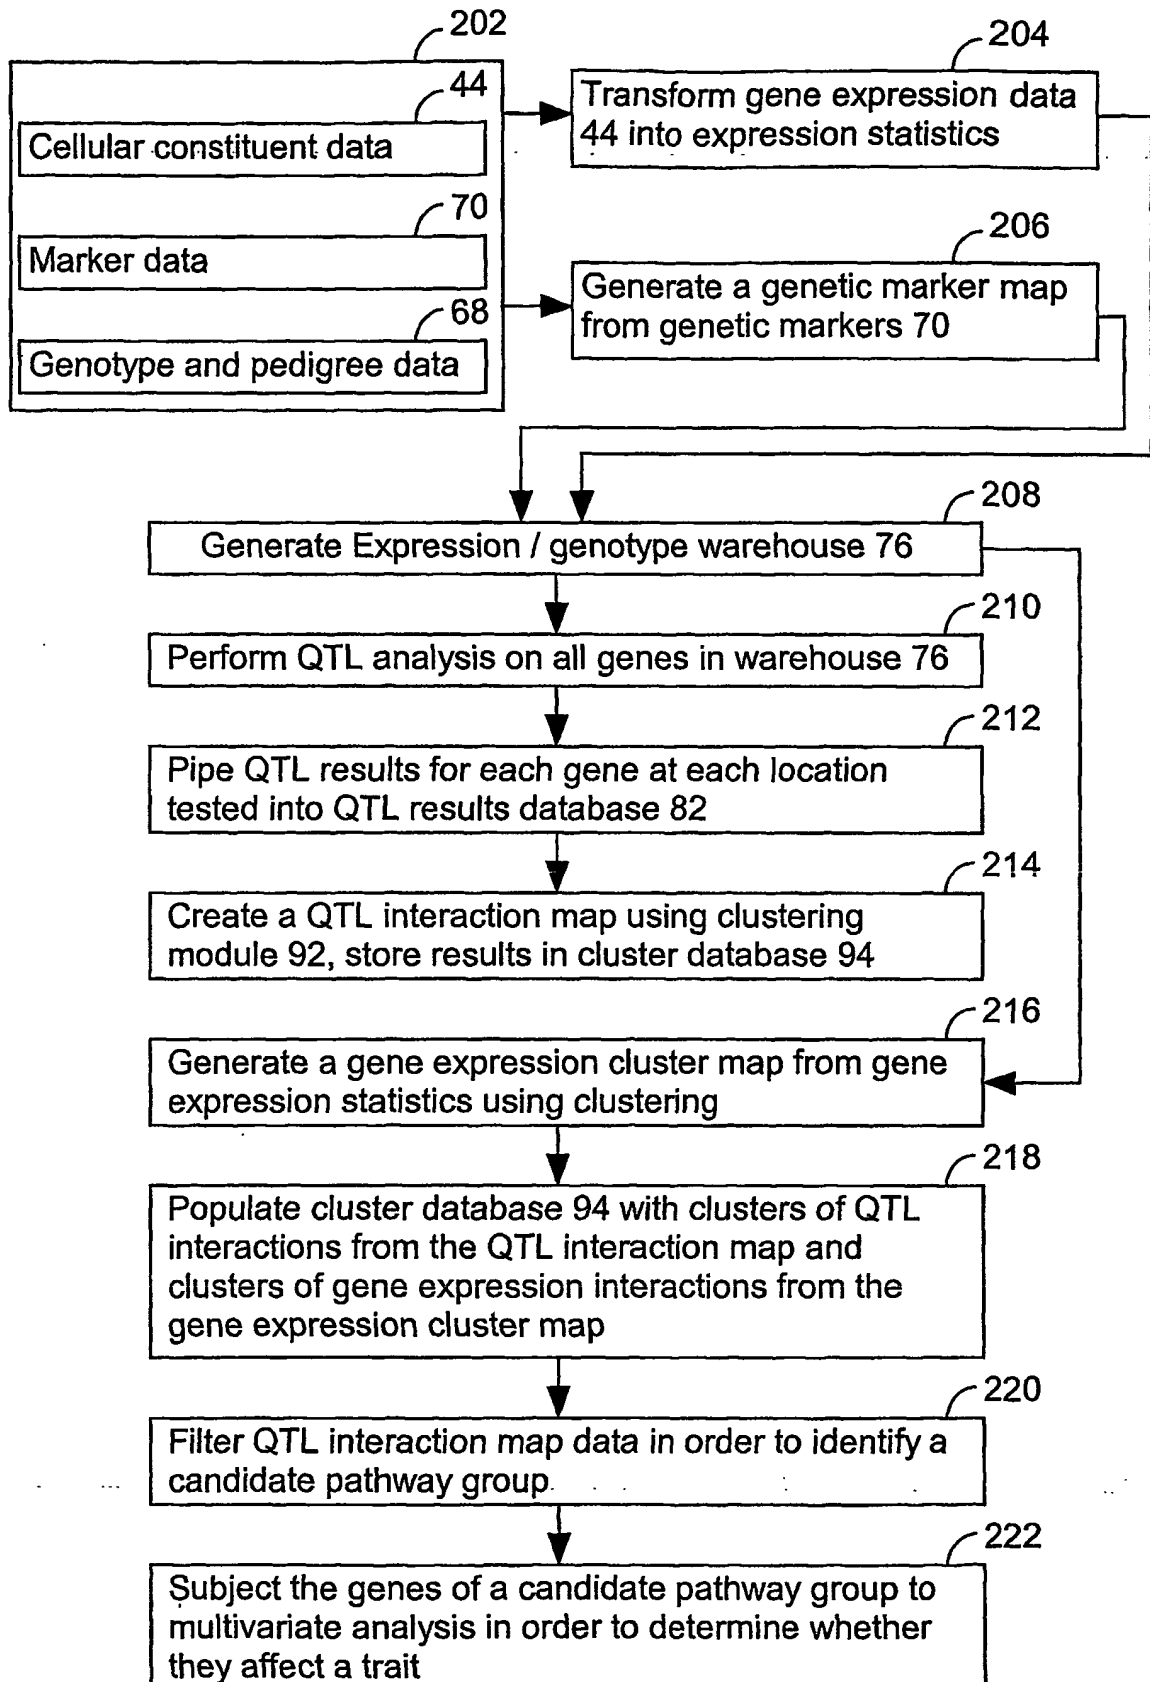 202
44
Cellular constituent data
70
Marker data
68
Genotype and pedigree data
204
Transform gene expression data
44 into expression statistics
206
Generate a genetic marker map
from genetic markers 70
208
Generate Expression / genotype warehouse 76
210
Perform QTL analysis on all genes in warehouse 76
212
Pipe QTL results for each gene at each location
tested into QTL results database 82
214
Create a QTL interaction map using clustering
module 92, store results in cluster database 94
216
Generate a gene expression cluster map from gene
expression statistics using clustering
218
Populate cluster database 94 with clusters of QTL
interactions from the QTL interaction map and
clusters of gene expression interactions from the
gene expression cluster map
220
Filter QTL interaction map data in order to identify a
candidate pathway group
222
Subject the genes of a candidate pathway group to
multivariate analysis in order to determine whether
they affect a trait